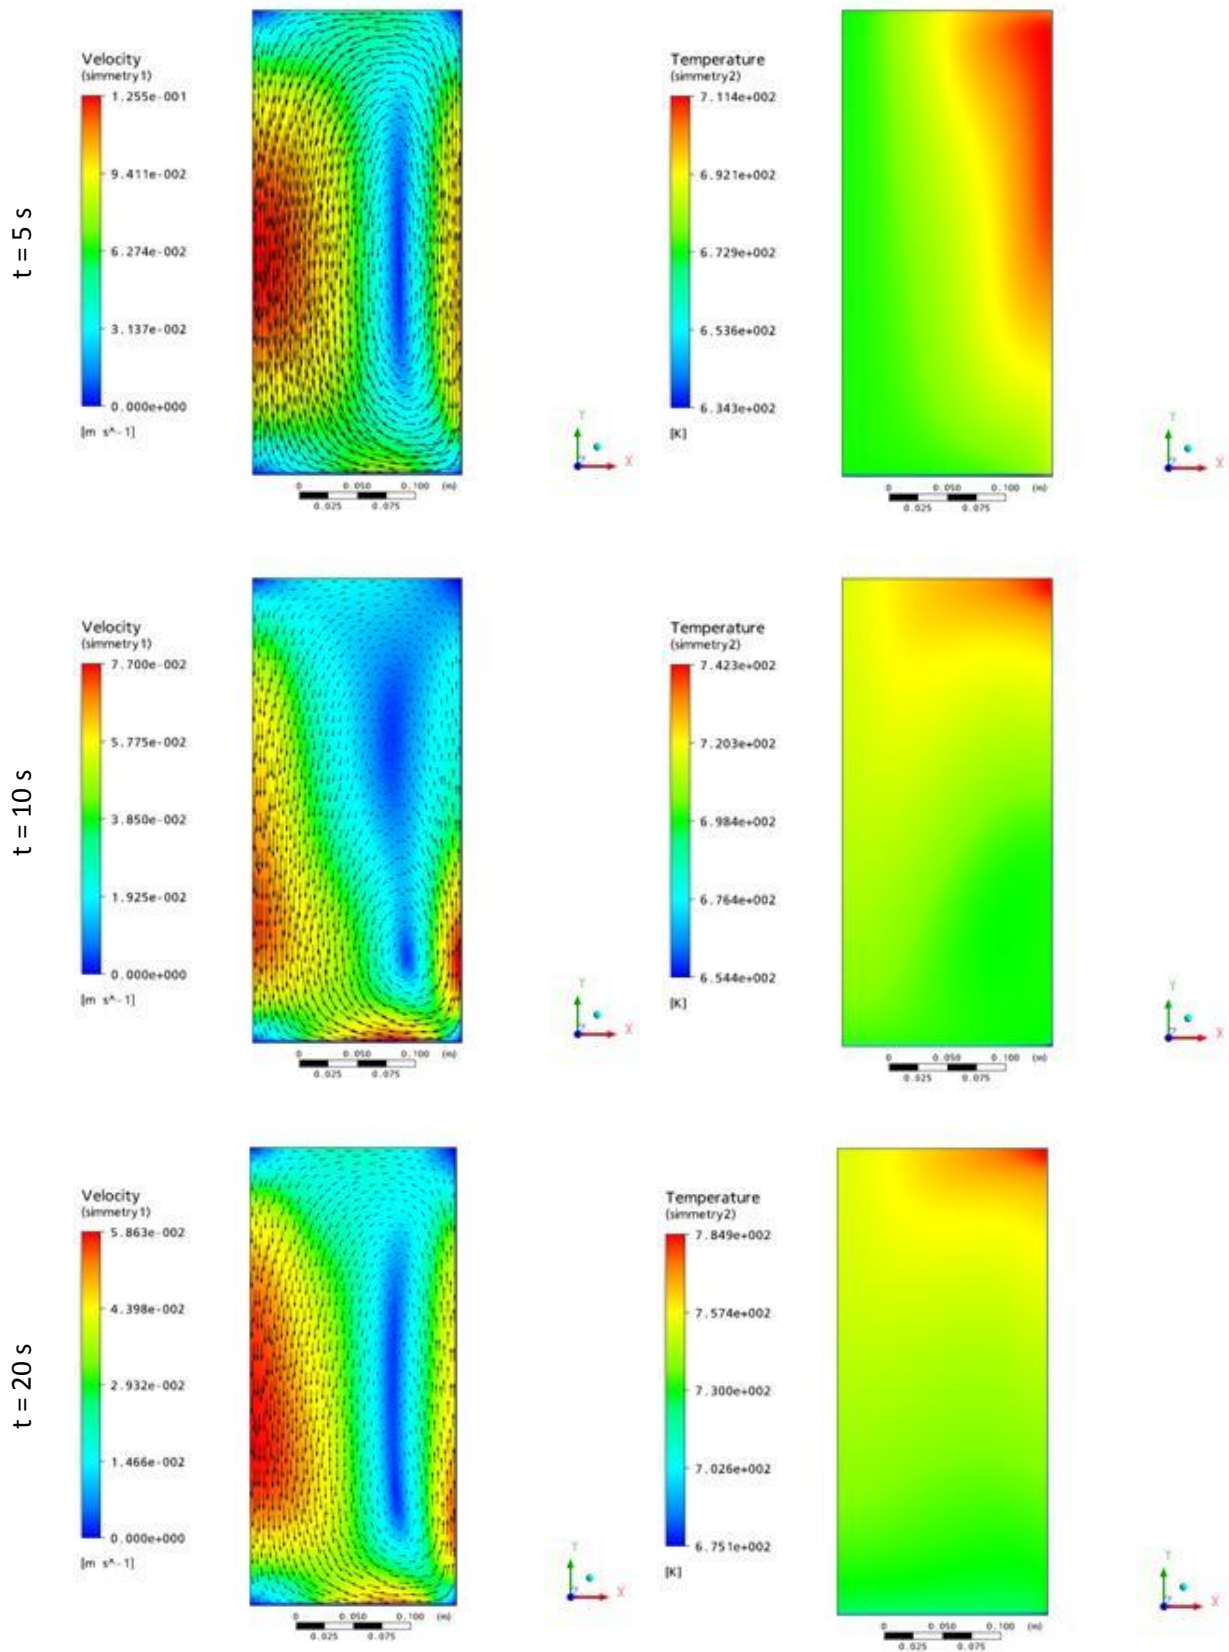 t = 5 s
Velocity
(simmetry1)
1.255e-001
9.411e-002
6.274e-002
3.137e-002
0.000e+000
[m s^-1]
0 0.050 0.100 (m)
0.025 0.075
Y
Z X
Temperature
(simmetry2)
7.114e+002
6.921e+002
6.729e+002
6.536e+002
6.343e+002
[K]
0 0.050 0.100 (m)
0.025 0.075
Y
Z X
t = 10 s
Velocity
(simmetry1)
7.700e-002
5.775e-002
3.850e-002
1.925e-002
0.000e+000
[m s^-1]
0 0.050 0.100 (m)
0.025 0.075
Y
Z X
Temperature
(simmetry2)
7.423e+002
7.203e+002
6.984e+002
6.764e+002
6.544e+002
[K]
0 0.050 0.100 (m)
0.025 0.075
Y
Z X
t = 20 s
Velocity
(simmetry1)
5.863e-002
4.398e-002
2.932e-002
1.466e-002
0.000e+000
[m s^-1]
0 0.050 0.100 (m)
0.025 0.075
Y
Z X
Temperature
(simmetry2)
7.849e+002
7.574e+002
7.300e+002
7.026e+002
6.751e+002
[K]
0 0.050 0.100 (m)
0.025 0.075
Y
Z X